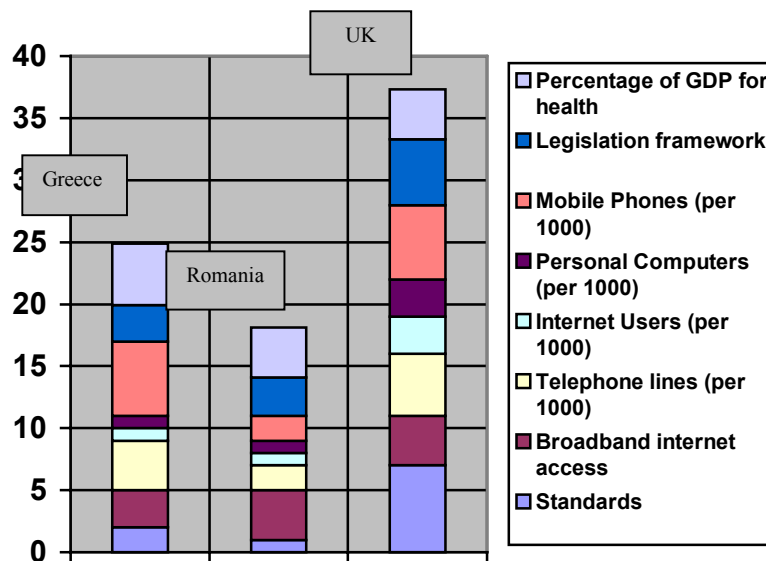 UK
Greece
Romania
40
35
3
25
20
15
10
5
0
Percentage of GDP for
health
Legislation framework
Mobile Phones (per
1000)
Personal Computers
(per 1000)
Internet Users (per
1000)
Telephone lines (per
1000)
Broadband internet
access
Standards